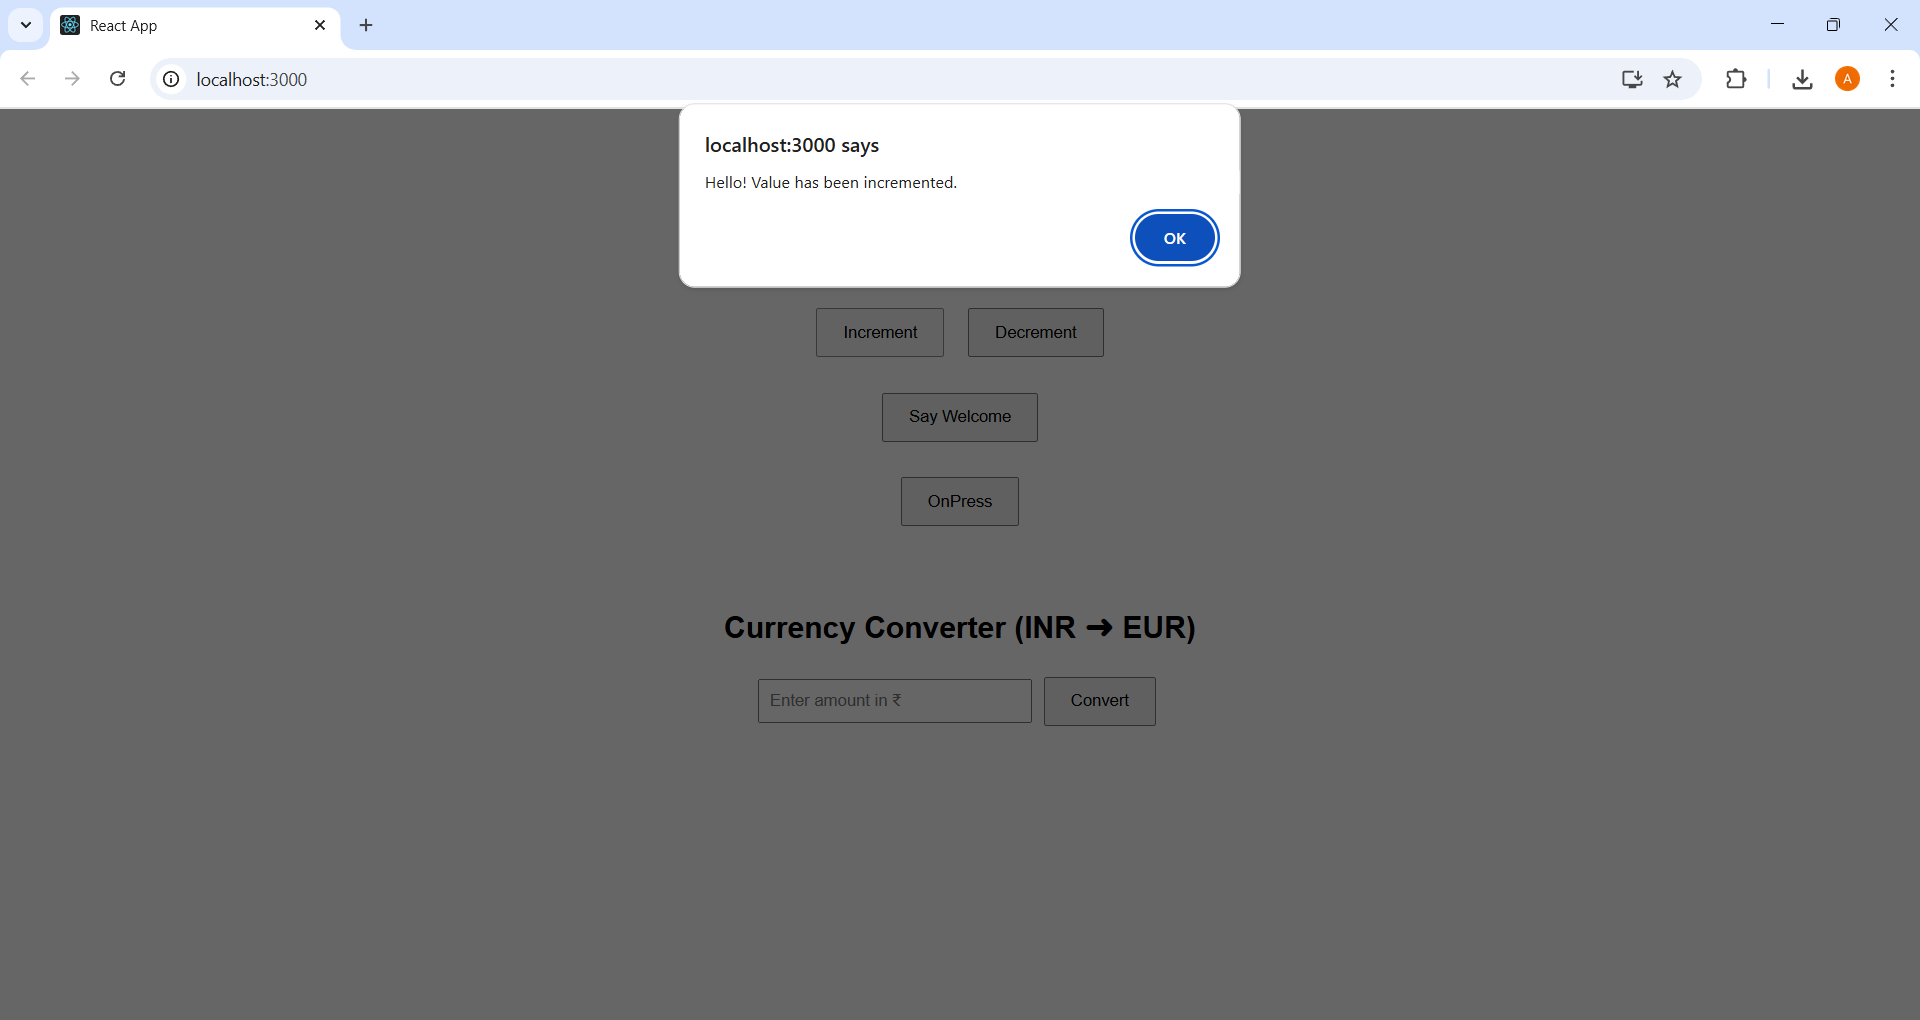 React App
localhost:3000
A
localhost:3000 says
Hello! Value has been incremented.
OK
Increment
Decrement
Say Welcome
OnPress
Currency Converter (INR ➜ EUR)
Enter amount in ₹
Convert